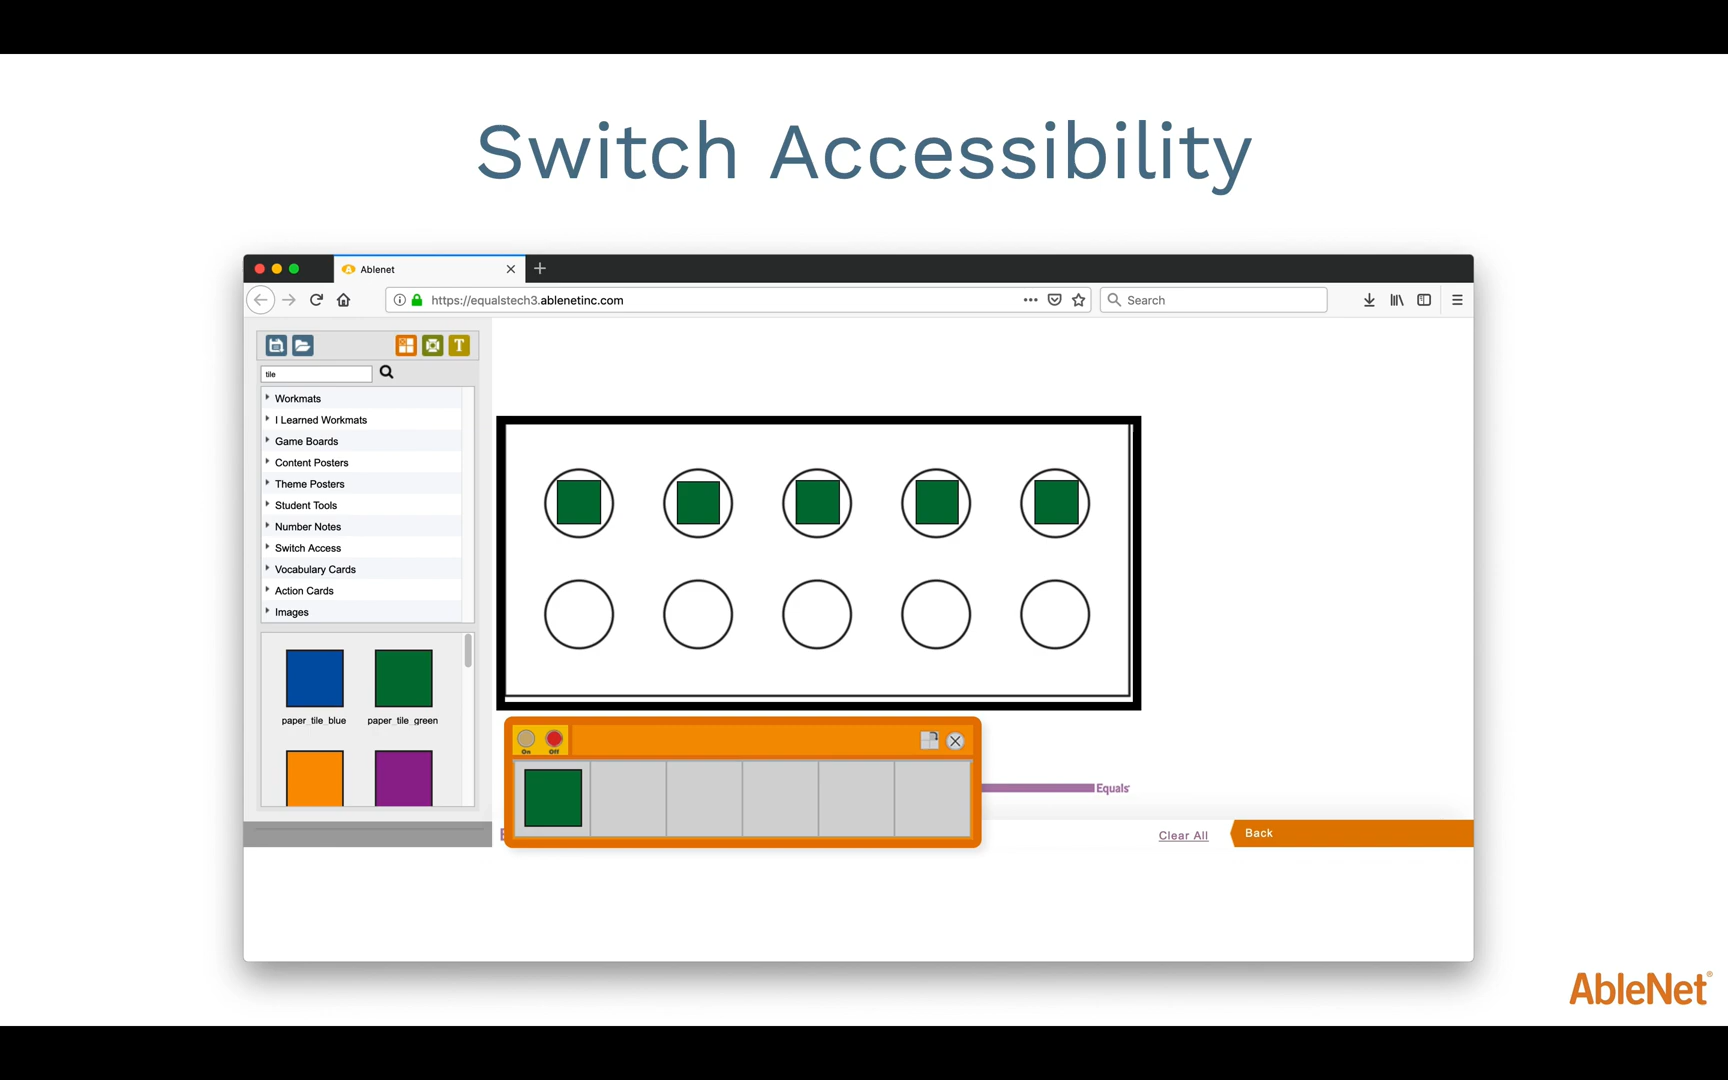 Switch Accessibility
Ablenet
https://equalstech3.ablenetinc.com
Search
T
tile
Workmats
I Learned Workmats
Game Boards
Content Posters
Theme Posters
Student Tools
Number Notes
Switch Access
Vocabulary Cards
Action Cards
Images
paper_tile_blue
paper_tile_green
On
Off
Equals
Clear All
Back
AbleNet®